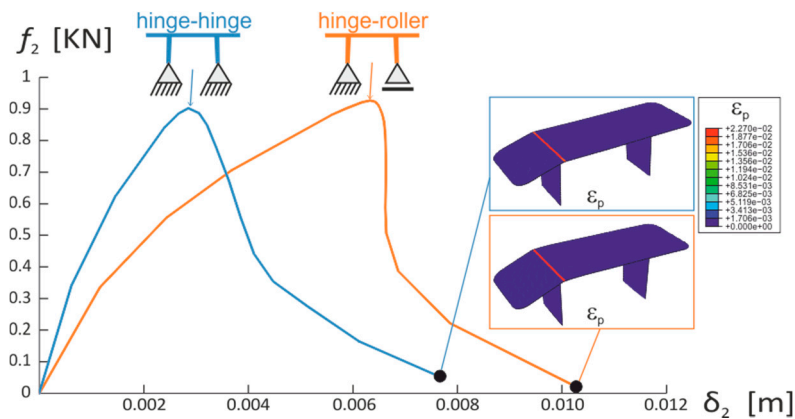 hinge-hinge
hinge-roller
f₂ [KN]
1
0.9
0.8
0.7
0.6
0.5
0.4
0.3
0.2
0.1
0
0.002
0.004
0.006
0.008
0.010
0.012
δ₂ [m]
εp
εp
εp
+2.270e-02
+1.877e-02
+1.706e-02
+1.536e-02
+1.356e-02
+1.194e-02
+1.024e-02
+8.531e-03
+6.825e-03
+5.119e-03
+3.413e-03
+1.706e-03
+0.000e+00